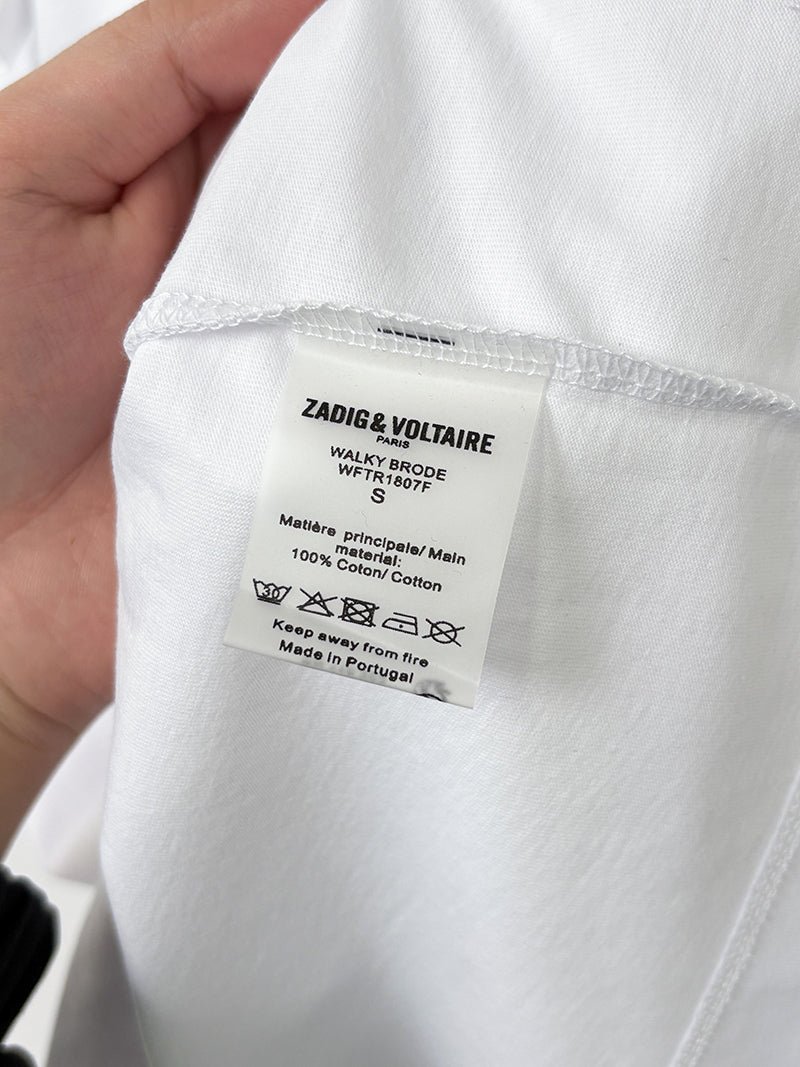 ZADIG & VOLTAIRE
PARIS
WALKY BRODE
WFTR1807F
S
Matière principale/ Main
material:
100% Coton/ Cotton
30
Keep away from fire
Made in Portugal